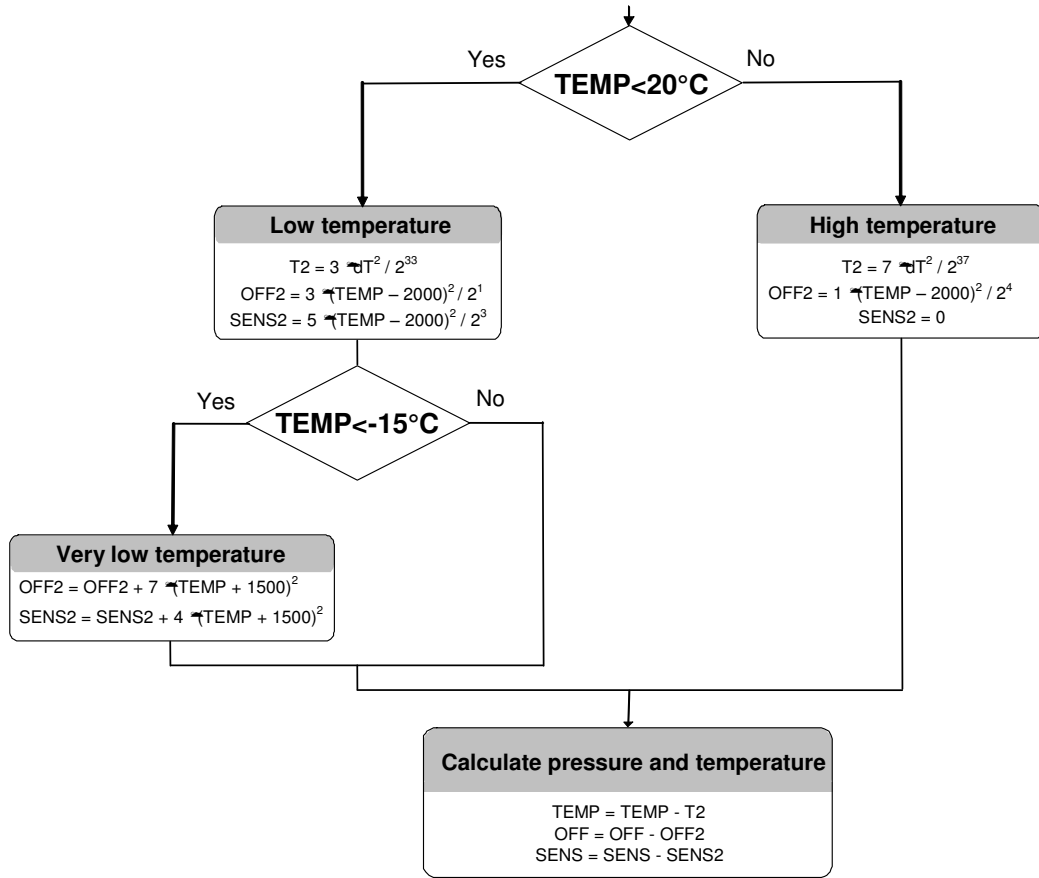 Yes
No
TEMP<20°C
Low temperature
T2 = 3 dT² / 2³³
OFF2 = 3 (TEMP – 2000)² / 2¹
SENS2 = 5 (TEMP – 2000)² / 2³
High temperature
T2 = 7 dT² / 2³⁷
OFF2 = 1 (TEMP – 2000)² / 2⁴
SENS2 = 0
Yes
No
TEMP<-15°C
Very low temperature
OFF2 = OFF2 + 7 (TEMP + 1500)²
SENS2 = SENS2 + 4 (TEMP + 1500)²
Calculate pressure and temperature
TEMP = TEMP - T2
OFF = OFF - OFF2
SENS = SENS - SENS2